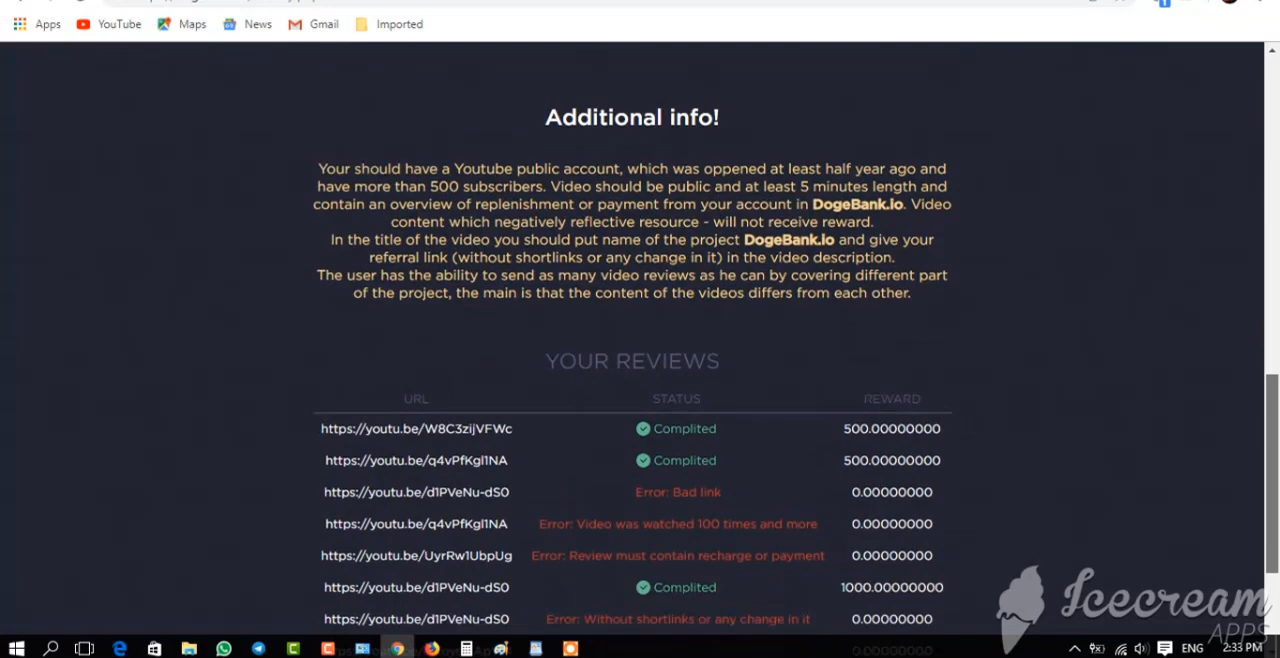 Apps YouTube Maps News Gmail Imported
Additional info!
Your should have a Youtube public account, which was oppened at least half year ago and
have more than 500 subscribers. Video should be public and at least 5 minutes length and
contain an overview of replenishment or payment from your account in DogeBank.io. Video
content which negatively reflective resource - will not receive reward.
In the title of the video you should put name of the project DogeBank.io and give your
referral link (without shortlinks or any change in it) in the video description.
The user has the ability to send as many video reviews as he can by covering different part
of the project, the main is that the content of the videos differs from each other.
YOUR REVIEWS
URL STATUS REWARD
https://youtu.be/W8C3zijVFWc Complited 500.00000000
https://youtu.be/q4vPfKgl1NA Complited 500.00000000
https://youtu.be/d1PVeNu-dS0 Error: Bad link 0.00000000
https://youtu.be/q4vPfKgl1NA Error: Video was watched 100 times and more 0.00000000
https://youtu.be/UyrRw1UbpUg Error: Review must contain recharge or payment 0.00000000
https://youtu.be/d1PVeNu-dS0 Complited 1000.00000000
https://youtu.be/d1PVeNu-dS0 Error: Without shortlinks or any change in it 0.00000000
Icecream
APPS
ENG 2:33 PM